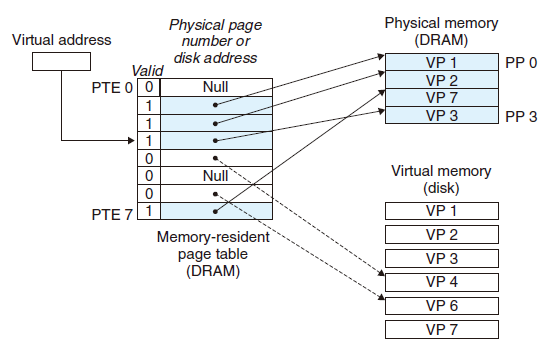 Virtual address
Physical page
number or
disk address
Valid
PTE 0
0
Null
1
1
1
0
0
Null
0
PTE 7
1
Memory-resident
page table
(DRAM)
Physical memory
(DRAM)
VP 1
PP 0
VP 2
VP 7
VP 3
PP 3
Virtual memory
(disk)
VP 1
VP 2
VP 3
VP 4
VP 6
VP 7